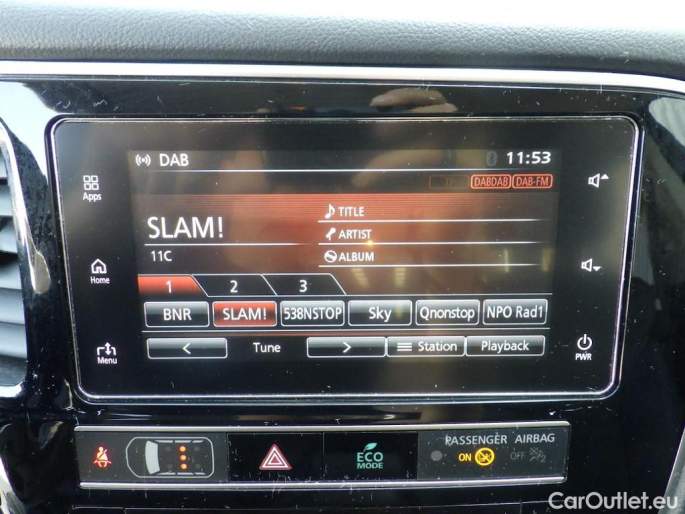 DAB 11:53
Apps
DABDAB DAB-FM
SLAM! TITLE
ARTIST
11C ALBUM
Home
1 2 3
BNR SLAM! 538NSTOP Sky Qnonstop NPO Rad1
< Tune > Station Playback
Menu PWR
PASSENGER AIRBAG
ECO ON OFF
MODE
CarOutlet.eu